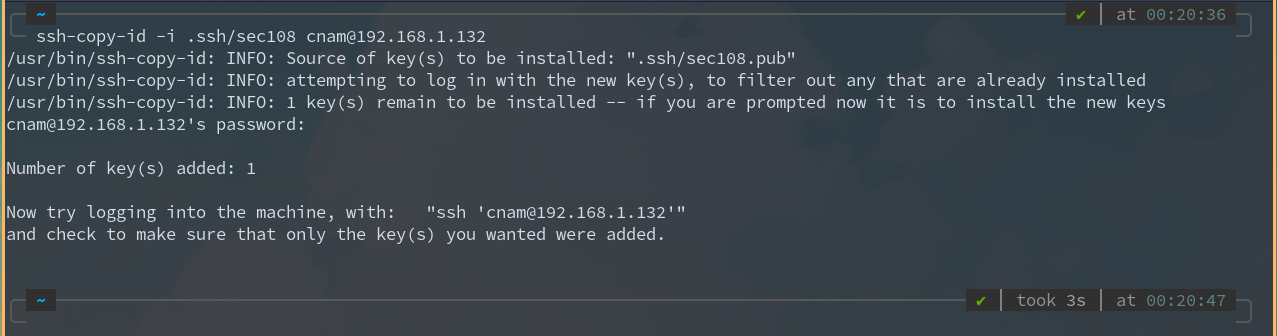 ~ ✔ at 00:20:36
ssh-copy-id -i .ssh/sec108 cnam@192.168.1.132
/usr/bin/ssh-copy-id: INFO: Source of key(s) to be installed: ".ssh/sec108.pub"
/usr/bin/ssh-copy-id: INFO: attempting to log in with the new key(s), to filter out any that are already installed
/usr/bin/ssh-copy-id: INFO: 1 key(s) remain to be installed -- if you are prompted now it is to install the new keys
cnam@192.168.1.132's password:
Number of key(s) added: 1
Now try logging into the machine, with:   "ssh 'cnam@192.168.1.132'"
and check to make sure that only the key(s) you wanted were added.
~ ✔ took 3s at 00:20:47